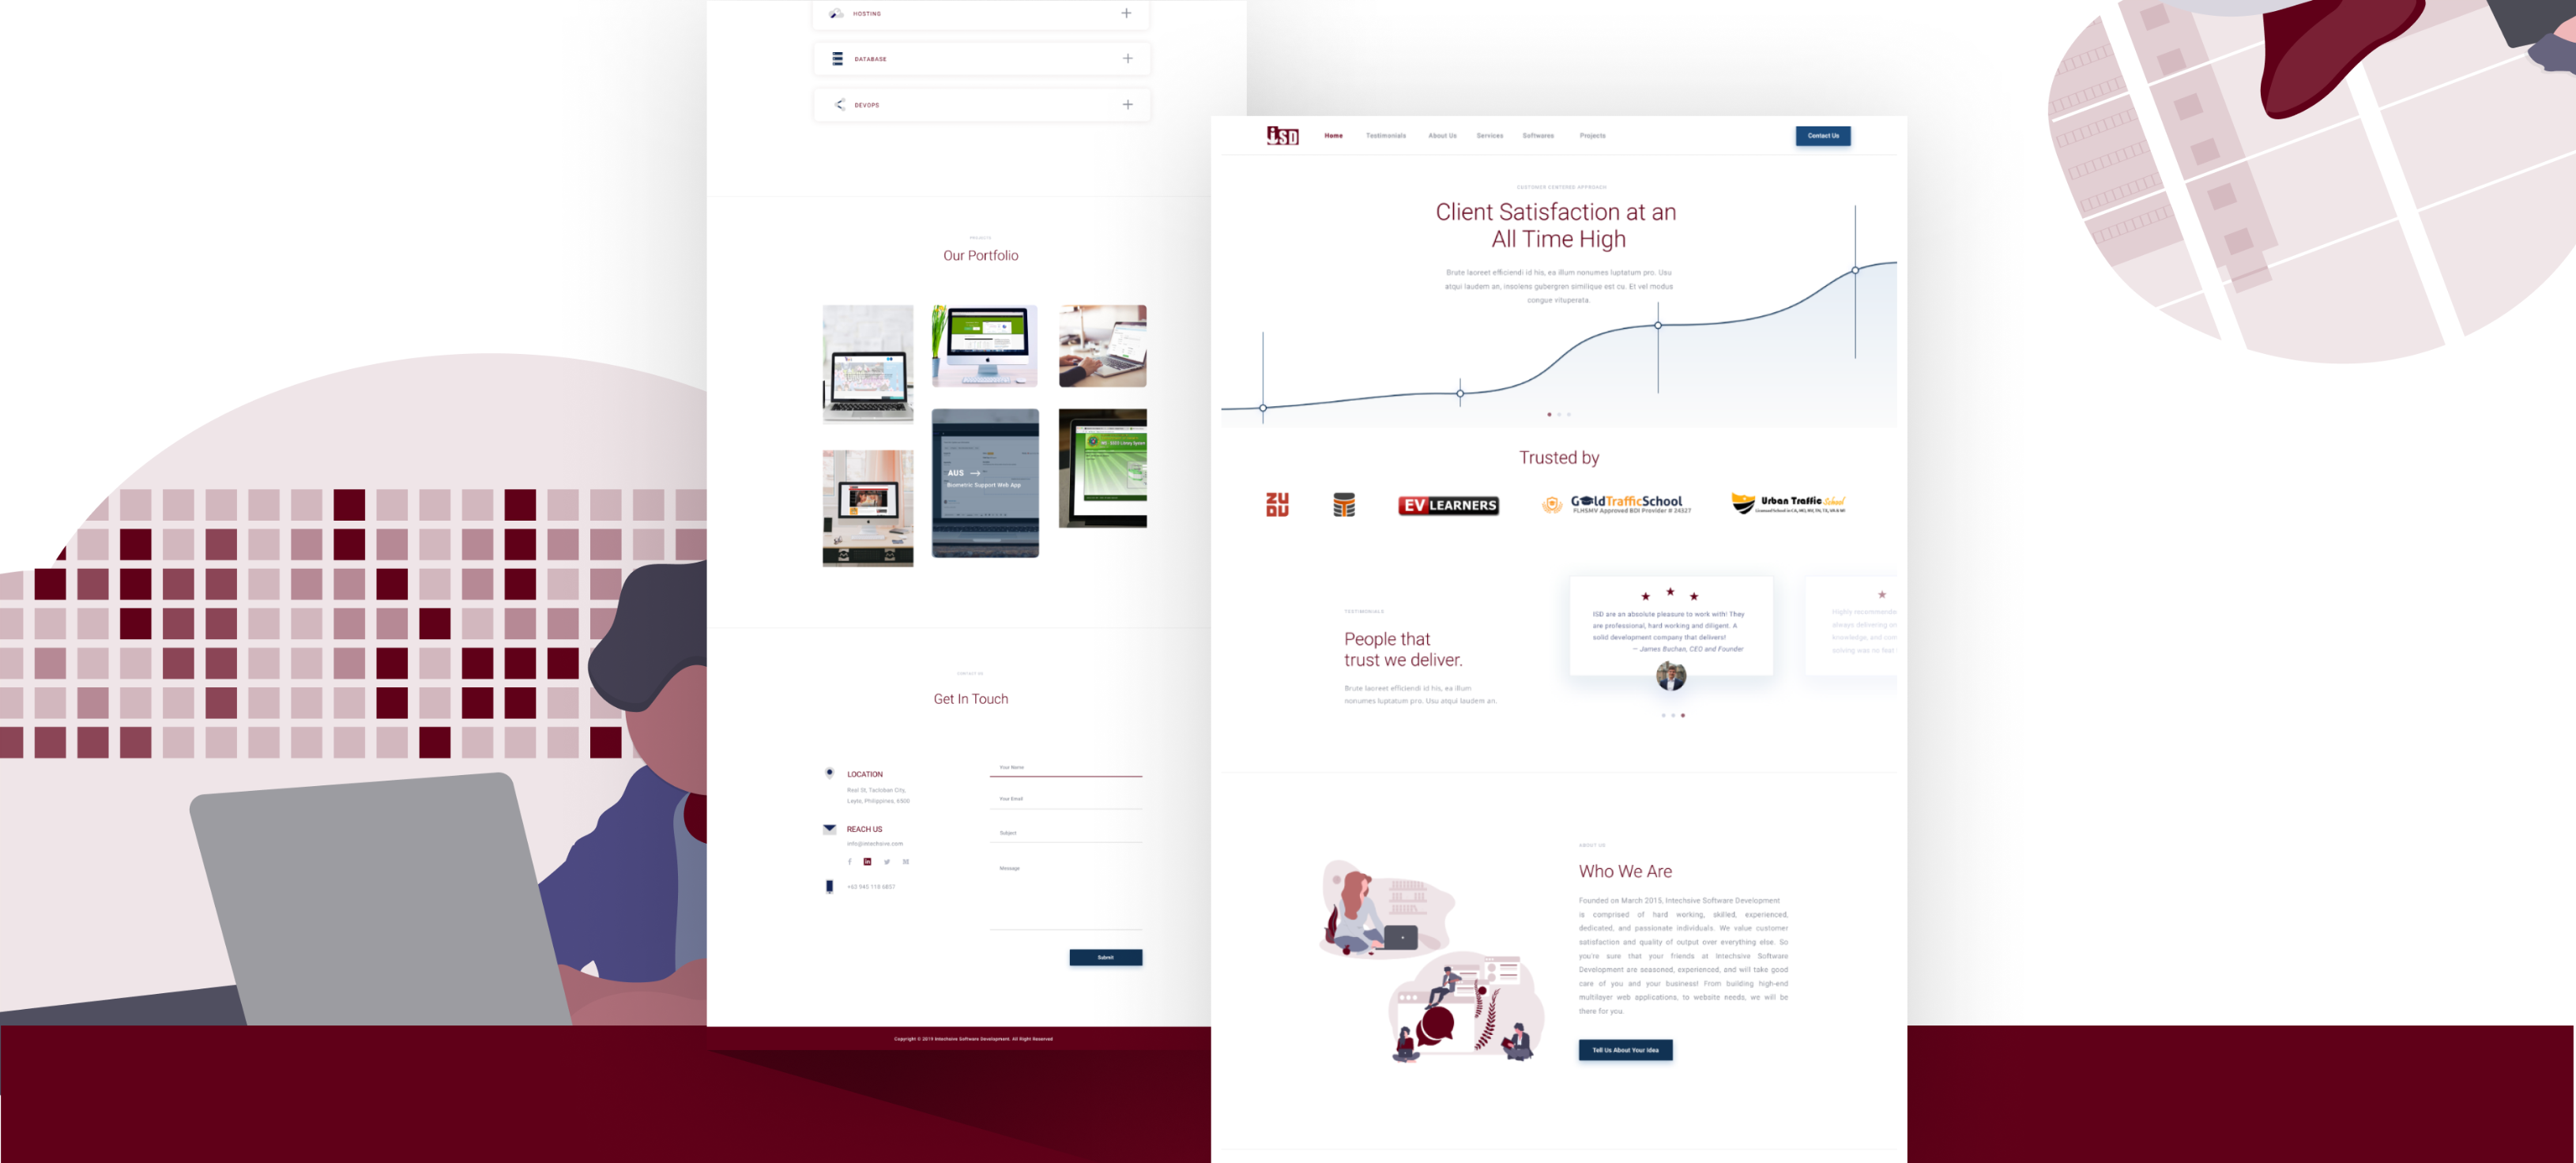 HOSTING
DATABASE
DEVOPS
PROJECTS
Our Portfolio
AUS →
Biometric Support Web App
CONTACT US
Get In Touch
LOCATION
Real St, Tacloban City,
Leyte, Philippines, 6500
REACH US
info@intechsive.com
+63 945 118 6857
Your Name
Your Email
Subject
Message
Submit
Copyright © 2019 Intechsive Software Development. All Right Reserved
iSD
Home
Testimonials
About Us
Services
Softwares
Projects
Contact Us
CUSTOMER CENTERED APPROACH
Client Satisfaction at an
All Time High
Brute laoreet efficiendi id his, ea illum nonumes luptatum pro. Usu
atqui laudem an, insolens gubergren similique est cu. Et vel modus
congue vituperata.
Trusted by
ZU
DU
EV LEARNERS
GoldTrafficSchool
FLHSMV Approved BDI Provider # 24327
Urban Traffic School
TESTIMONIALS
People that
trust we deliver.
Brute laoreet efficiendi id his, ea illum
nonumes luptatum pro. Usu atqui laudem an.
ISD are an absolute pleasure to work with! They
are professional, hard working and diligent. A
solid development company that delivers!
— James Buchan, CEO and Founder
Highly recommende
always delivering on
knowledge, and com
solving was no feat
ABOUT US
Who We Are
Founded on March 2015, Intechsive Software Development
is comprised of hard working, skilled, experienced,
dedicated, and passionate individuals. We value customer
satisfaction and quality of output over everything else. So
you're sure that your friends at Intechsive Software
Development are seasoned, experienced, and will take good
care of you and your business! From building high-end
multilayer web applications, to website needs, we will be
there for you.
Tell Us About Your Idea